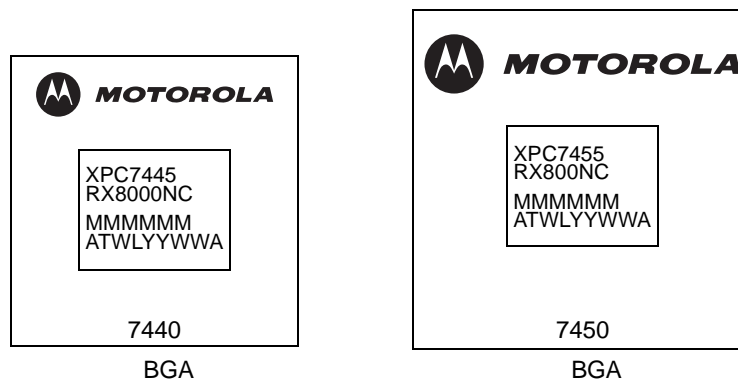 MOTOROLA
XPC7445
RX8000NC
MMMMMM
ATWLYYWWA
7440
BGA
MOTOROLA
XPC7455
RX800NC
MMMMMM
ATWLYYWWA
7450
BGA